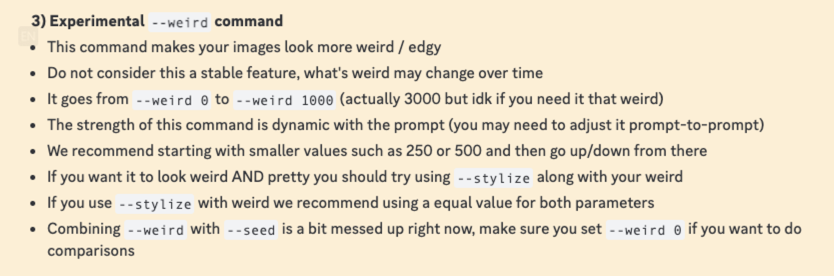 3) Experimental --weird command
• This command makes your images look more weird / edgy
• Do not consider this a stable feature, what's weird may change over time
• It goes from --weird 0 to --weird 1000 (actually 3000 but idk if you need it that weird)
• The strength of this command is dynamic with the prompt (you may need to adjust it prompt-to-prompt)
• We recommend starting with smaller values such as 250 or 500 and then go up/down from there
• If you want it to look weird AND pretty you should try using --stylize along with your weird
• If you use --stylize with weird we recommend using a equal value for both parameters
• Combining --weird with --seed is a bit messed up right now, make sure you set --weird 0 if you want to do
comparisons